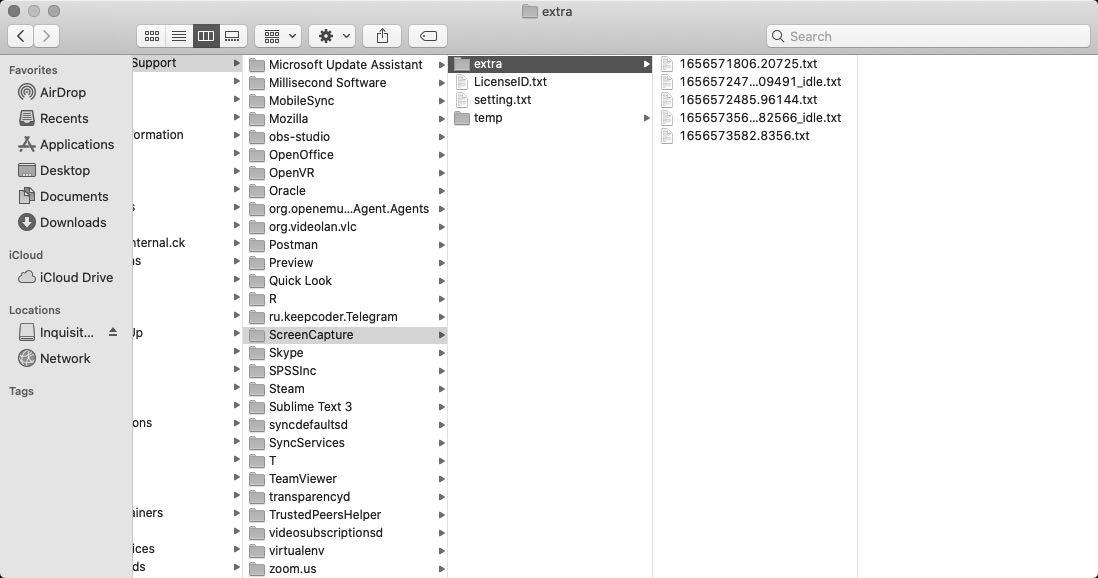 extra
Search
Favorites
AirDrop
Recents
Applications
Desktop
Documents
Downloads
iCloud
iCloud Drive
Locations
Inquisit...
Network
Tags
Support
ormation
s
nternal.ck
ns
Up
ons
ainers
ices
ds
Microsoft Update Assistant
Millisecond Software
MobileSync
Mozilla
obs-studio
OpenOffice
OpenVR
Oracle
org.openemu...Agent.Agents
org.videolan.vlc
Postman
Preview
Quick Look
R
ru.keepcoder.Telegram
ScreenCapture
Skype
SPSSInc
Steam
Sublime Text 3
syncdefaultsd
SyncServices
T
TeamViewer
transparencyd
TrustedPeersHelper
videosubscriptionsd
virtualenv
zoom.us
extra
LicenseID.txt
setting.txt
temp
1656571806.20725.txt
165657247...09491_idle.txt
1656572485.96144.txt
165657356...82566_idle.txt
1656573582.8356.txt